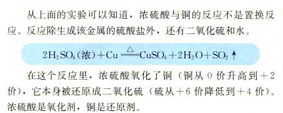 从上面的实验可以知道，浓硫酸与铜的反应不是置换反
应。反应除生成该金属的硫酸盐外，还有二氧化硫和水。
2H₂SO₄(浓)+Cu ≜ CuSO₄+2H₂O+SO₂↑
在这个反应里，浓硫酸氧化了铜（铜从 0 价升高到＋2
价），它本身被还原成二氧化硫（硫从＋6 价降低到＋4 价）。
浓硫酸是氧化剂，铜是还原剂。